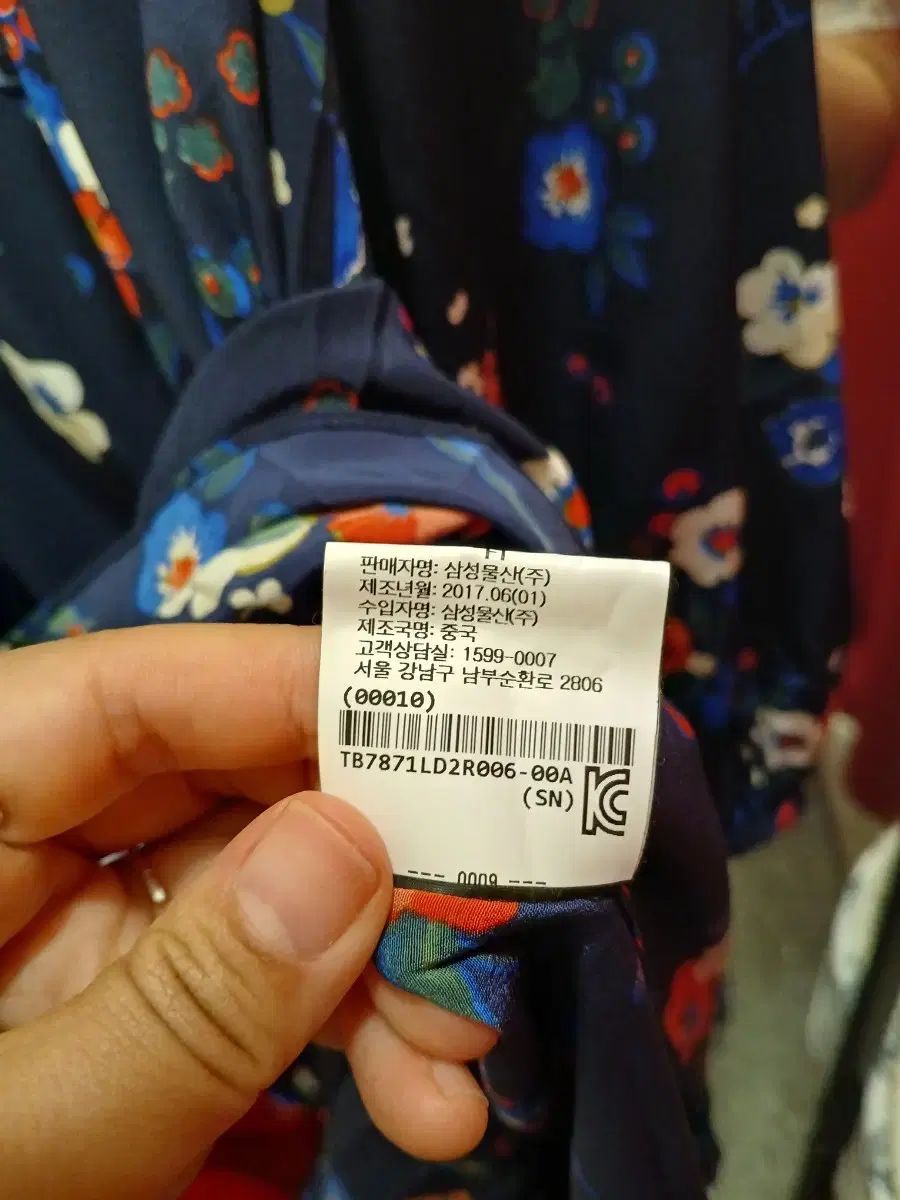 판매자명: 삼성물산(주)
제조년월: 2017.06(01)
수입자명: 삼성물산(주)
제조국명: 중국
고객상담실: 1599-0007
서울 강남구 남부순환로 2806
(00010)
TB7871LD2R006-00A
(SN)
KC
--- 0009 ---